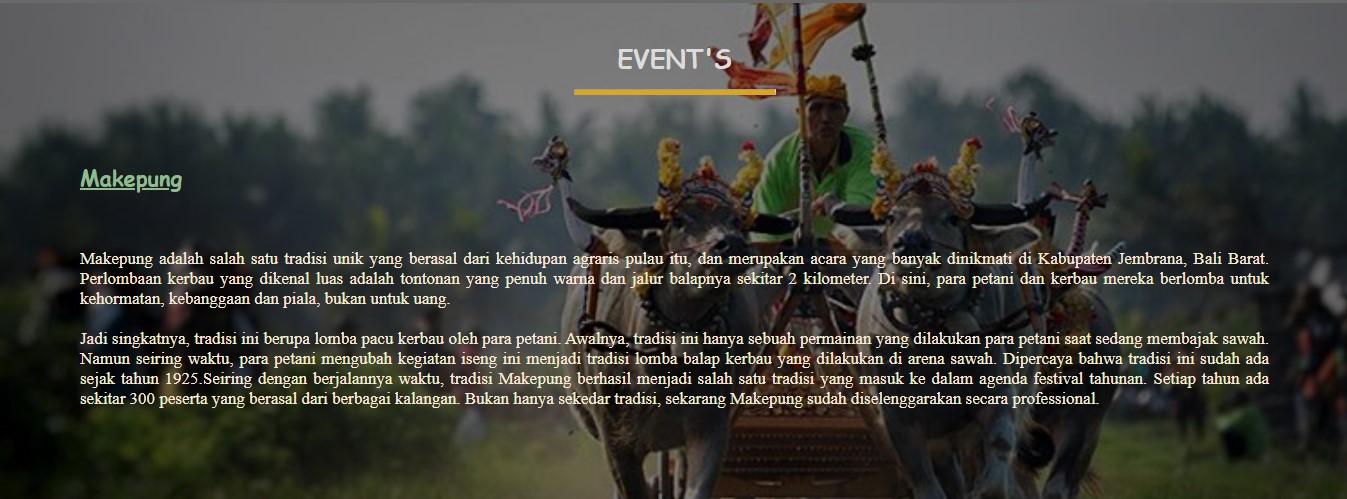 EVENT'S
Makepung
Makepung adalah salah satu tradisi unik yang berasal dari kehidupan agraris pulau itu, dan merupakan acara yang banyak dinikmati di Kabupaten Jembrana, Bali Barat.
Perlombaan kerbau yang dikenal luas adalah tontonan yang penuh warna dan jalur balapnya sekitar 2 kilometer. Di sini, para petani dan kerbau mereka berlomba untuk
kehormatan, kebanggaan dan piala, bukan untuk uang.
Jadi singkatnya, tradisi ini berupa lomba pacu kerbau oleh para petani. Awalnya, tradisi ini hanya sebuah permainan yang dilakukan para petani saat sedang membajak sawah.
Namun seiring waktu, para petani mengubah kegiatan iseng ini menjadi tradisi lomba balap kerbau yang dilakukan di arena sawah. Dipercaya bahwa tradisi ini sudah ada
sejak tahun 1925.Seiring dengan berjalannya waktu, tradisi Makepung berhasil menjadi salah satu tradisi yang masuk ke dalam agenda festival tahunan. Setiap tahun ada
sekitar 300 peserta yang berasal dari berbagai kalangan. Bukan hanya sekedar tradisi, sekarang Makepung sudah diselenggarakan secara professional.